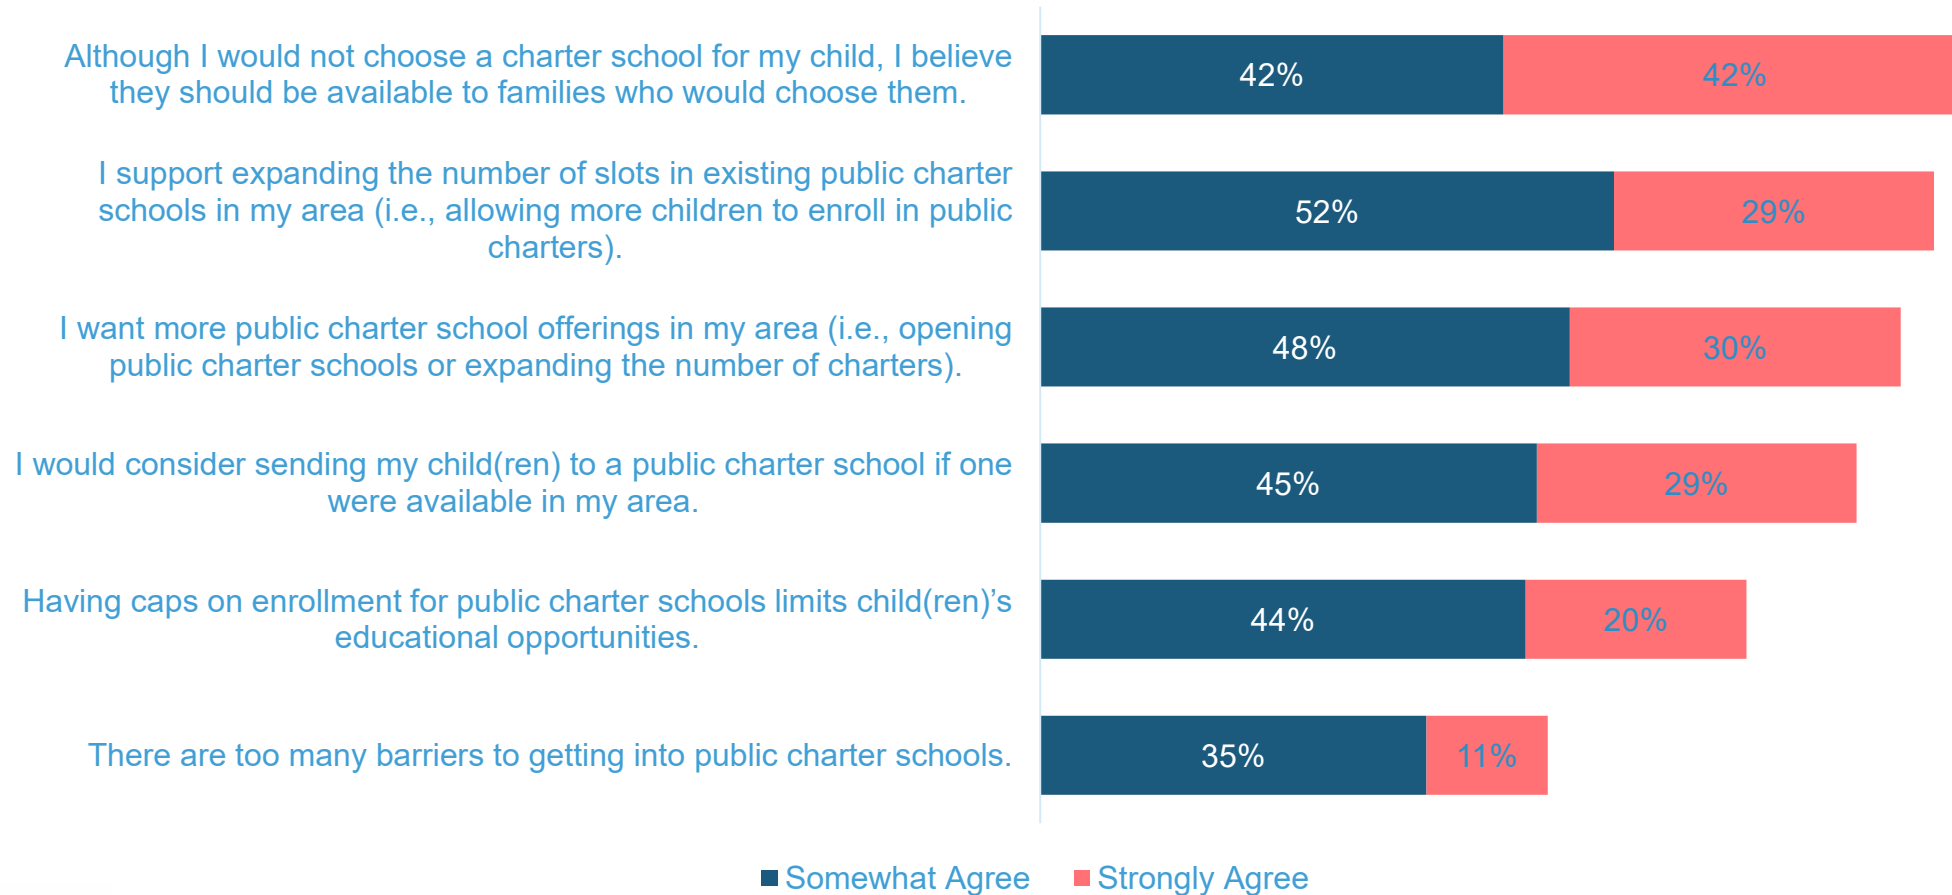 Although I would not choose a charter school for my child, I believe
they should be available to families who would choose them.
42%
42%
I support expanding the number of slots in existing public charter
schools in my area (i.e., allowing more children to enroll in public
charters).
52%
29%
I want more public charter school offerings in my area (i.e., opening
public charter schools or expanding the number of charters).
48%
30%
I would consider sending my child(ren) to a public charter school if one
were available in my area.
45%
29%
Having caps on enrollment for public charter schools limits child(ren)’s
educational opportunities.
44%
20%
There are too many barriers to getting into public charter schools.
35%
11%
Somewhat Agree
Strongly Agree